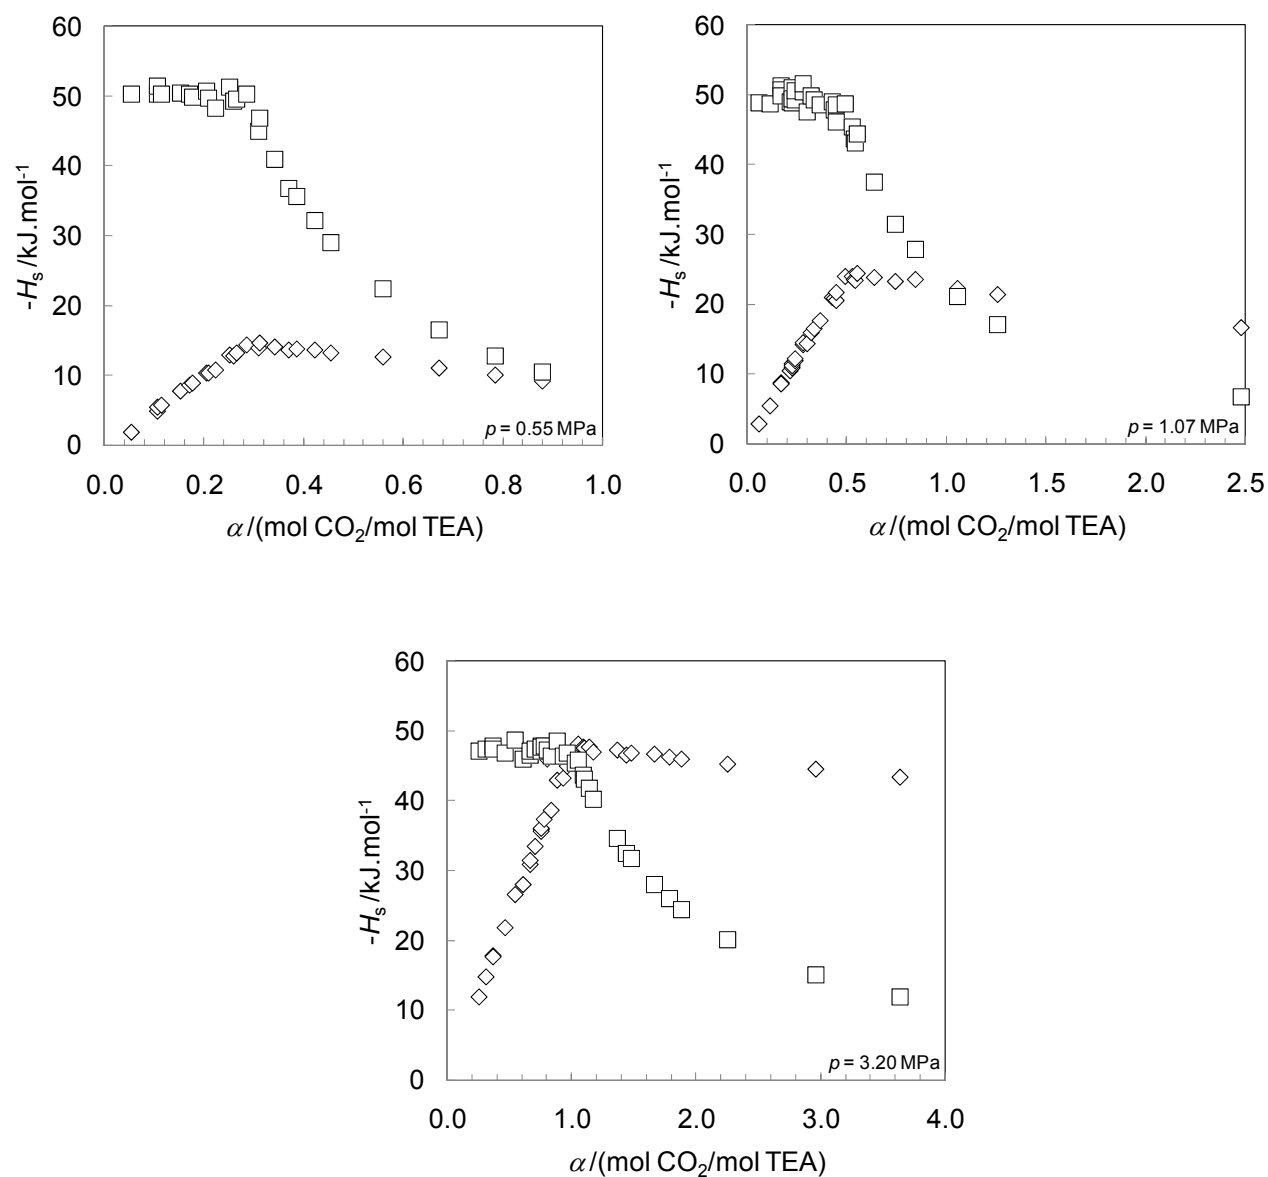 60
50
40
30
20
10
0
-Hs /kJ.mol-1
p = 0.55 MPa
0.0 0.2 0.4 0.6 0.8 1.0
α /(mol CO2/mol TEA)
60
50
40
30
20
10
0
-Hs /kJ.mol-1
p = 1.07 MPa
0.0 0.5 1.0 1.5 2.0 2.5
α /(mol CO2/mol TEA)
60
50
40
30
20
10
0
-Hs /kJ.mol-1
p = 3.20 MPa
0.0 1.0 2.0 3.0 4.0
α /(mol CO2/mol TEA)